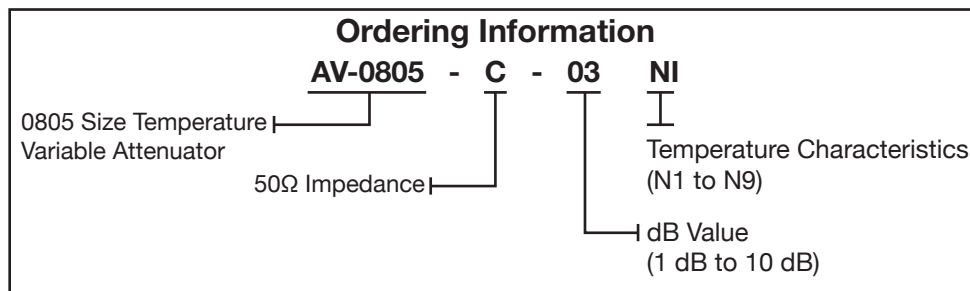 Ordering Information
AV-0805 - C - 03 NI
0805 Size Temperature
Variable Attenuator
50Ω Impedance
Temperature Characteristics
(N1 to N9)
dB Value
(1 dB to 10 dB)